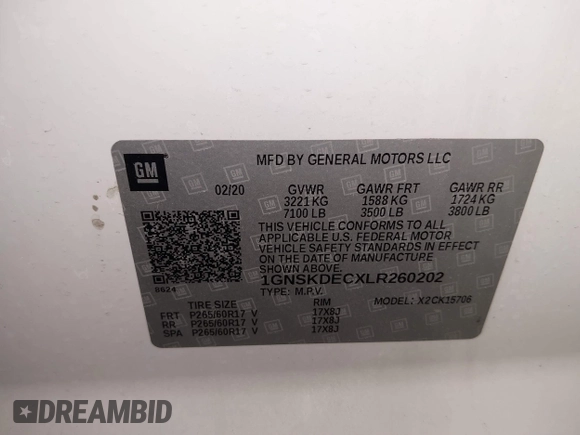 GM
MFD BY GENERAL MOTORS LLC
02/20 GVWR GAWR FRT GAWR RR
3221 KG 1588 KG 1724 KG
7100 LB 3500 LB 3800 LB
THIS VEHICLE CONFORMS TO ALL
APPLICABLE U.S. FEDERAL MOTOR
VEHICLE SAFETY STANDARDS IN EFFECT
ON THE DATE OF MANUFACTURE
SHOWN ABOVE.
1GNSKDECXLR260202
8624
TYPE: M.P.V. MODEL: X2CK15706
TIRE SIZE RIM
FRT P265/60R17 V 17X8J
RR P265/60R17 V 17X8J
SPA P265/60R17 V 17X8J
DREAMBID